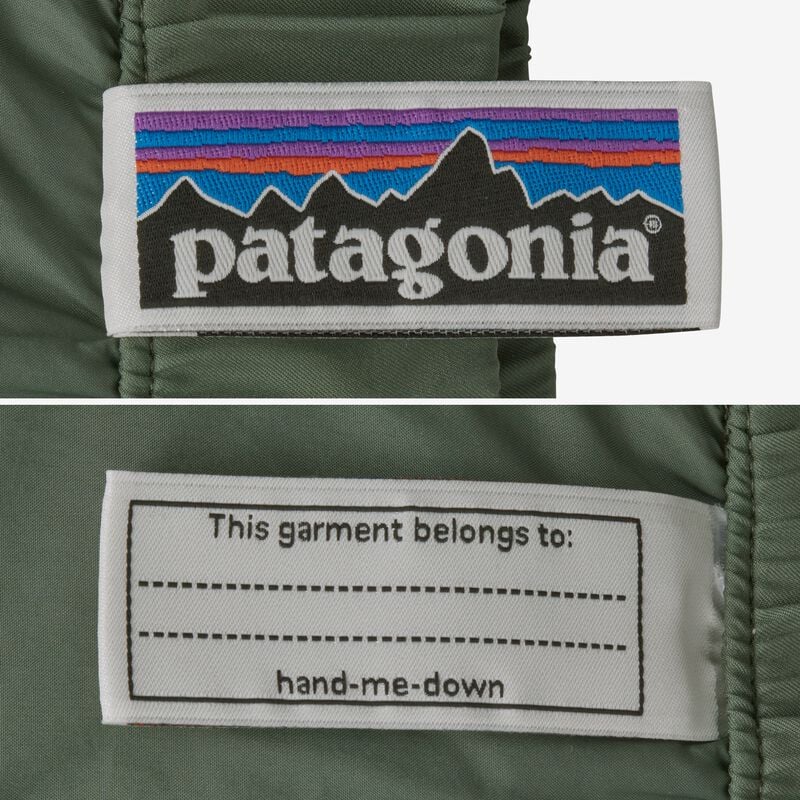 patagonia®
This garment belongs to:
hand-me-down